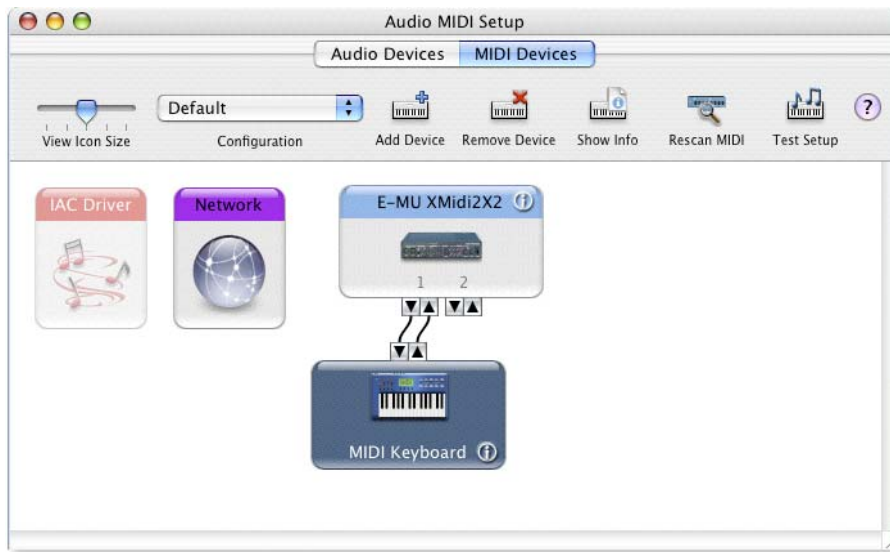 Audio MIDI Setup
Audio Devices MIDI Devices
Default
?
View Icon Size Configuration Add Device Remove Device Show Info Rescan MIDI Test Setup
IAC Driver Network E-MU XMidi2X2 i
1 2
MIDI Keyboard i